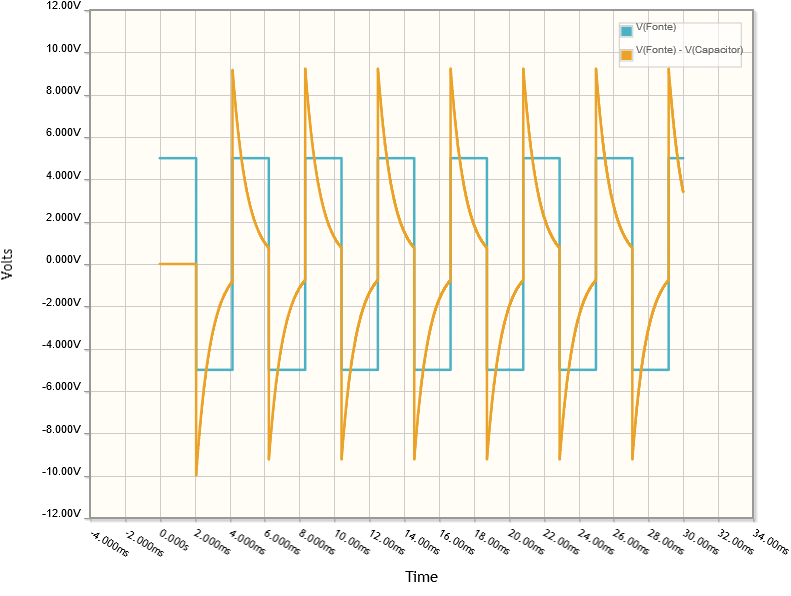 12.00V
10.00V
8.000V
6.000V
4.000V
2.000V
0.000V
-2.000V
-4.000V
-6.000V
-8.000V
-10.00V
-12.00V
Volts
V(Fonte)
V(Fonte) - V(Capacitor)
-4.000ms
-2.000ms
0.000s
2.000ms
4.000ms
6.000ms
8.000ms
10.00ms
12.00ms
14.00ms
16.00ms
18.00ms
20.00ms
22.00ms
24.00ms
26.00ms
28.00ms
30.00ms
32.00ms
34.00ms
Time